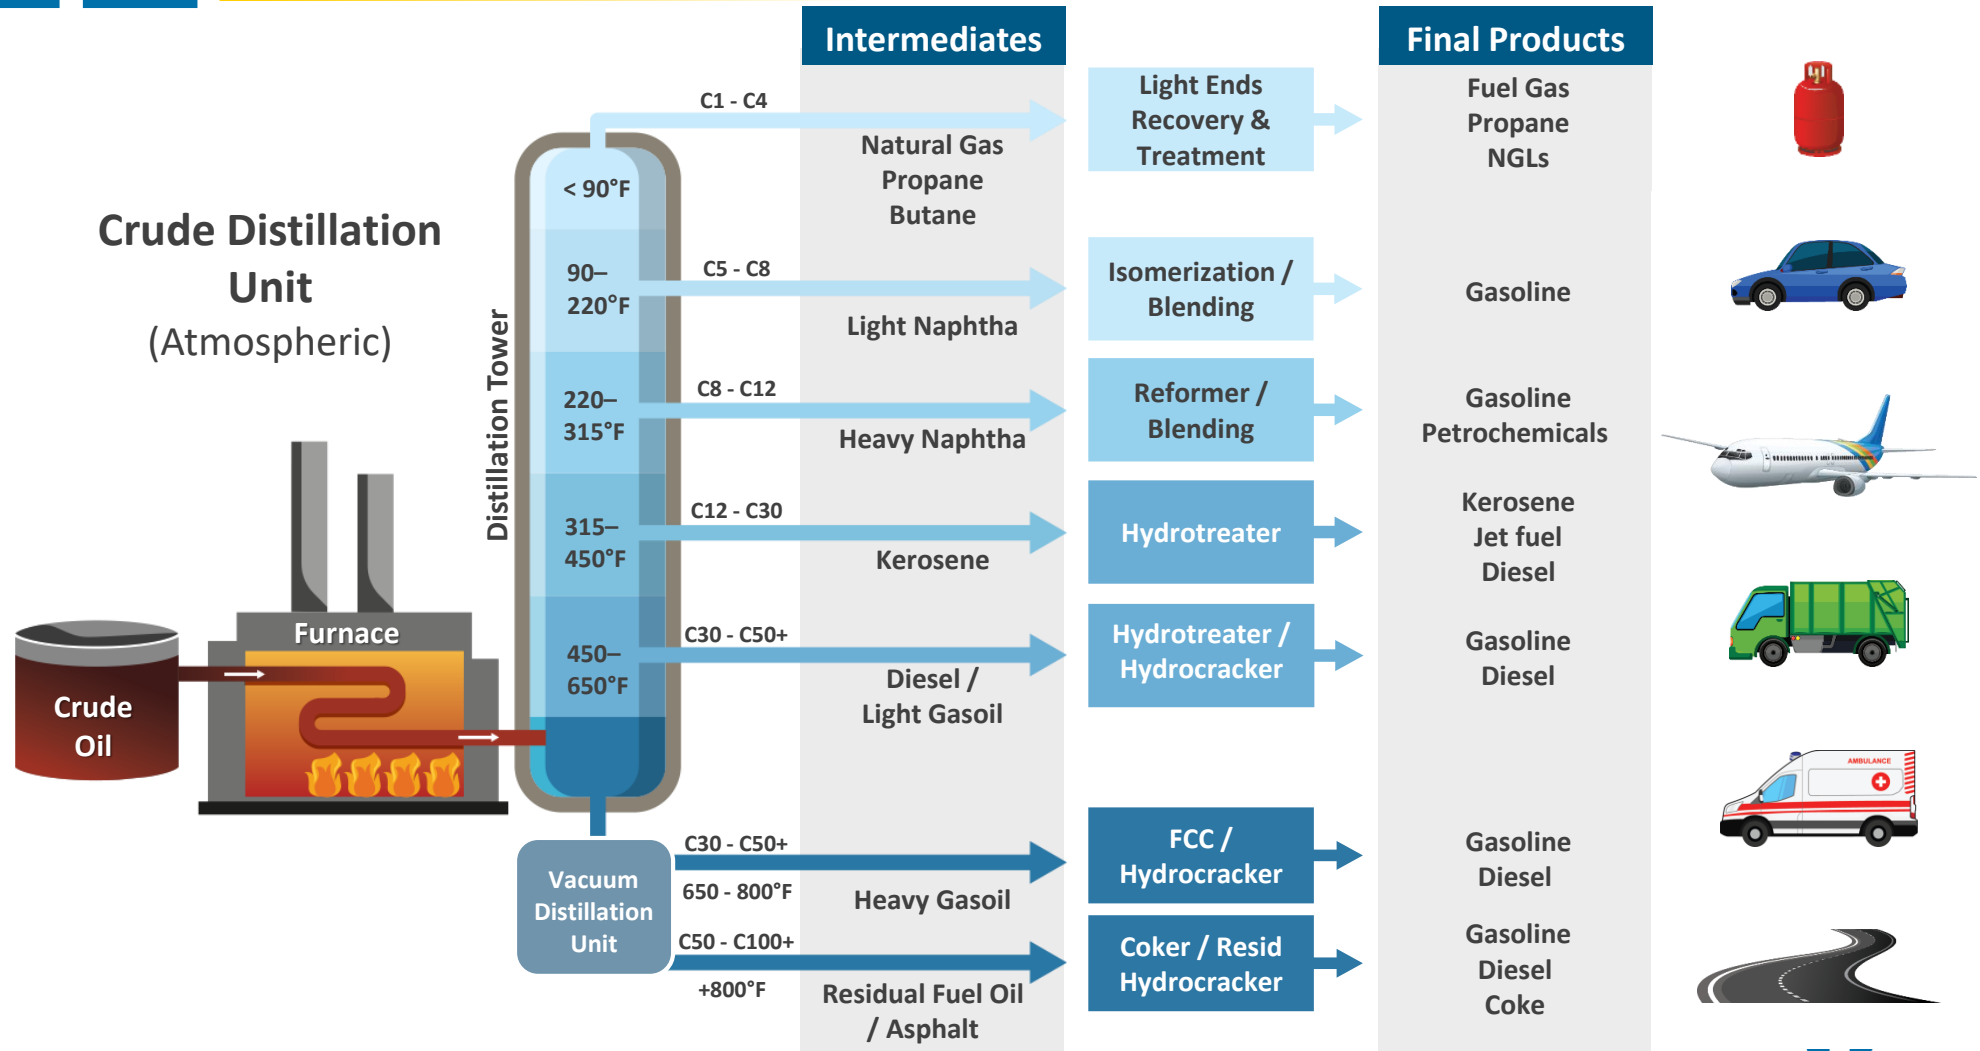 Intermediates
Final Products
Crude Distillation
Unit
(Atmospheric)
Distillation Tower
Crude
Oil
Furnace
< 90°F
90–
220°F
220–
315°F
315–
450°F
450–
650°F
Vacuum
Distillation
Unit
C1 - C4
Natural Gas
Propane
Butane
Light Ends
Recovery &
Treatment
Fuel Gas
Propane
NGLs
C5 - C8
Light Naphtha
Isomerization /
Blending
Gasoline
C8 - C12
Heavy Naphtha
Reformer /
Blending
Gasoline
Petrochemicals
C12 - C30
Kerosene
Hydrotreater
Kerosene
Jet fuel
Diesel
C30 - C50+
Diesel /
Light Gasoil
Hydrotreater /
Hydrocracker
Gasoline
Diesel
C30 - C50+
650 - 800°F
Heavy Gasoil
FCC /
Hydrocracker
Gasoline
Diesel
AMBULANCE
C50 - C100+
+800°F
Residual Fuel Oil
/ Asphalt
Coker / Resid
Hydrocracker
Gasoline
Diesel
Coke